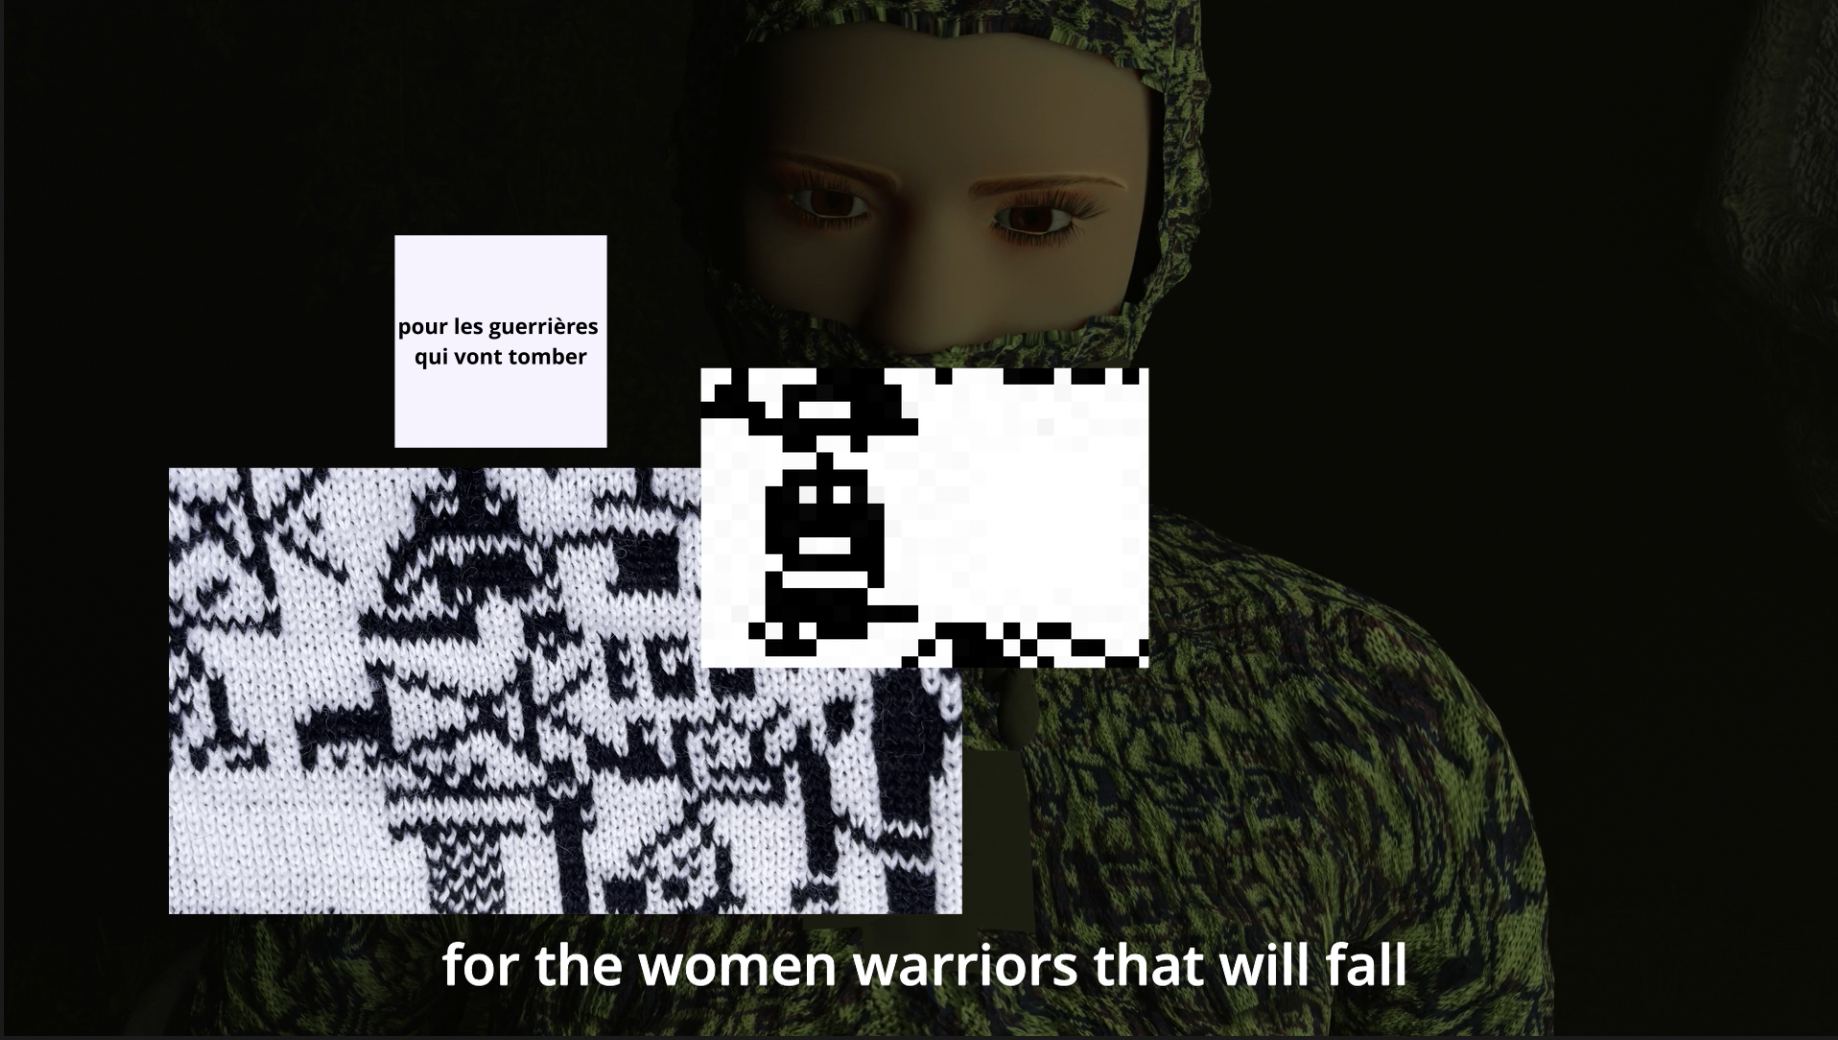 pour les guerrières
qui vont tomber
for the women warriors that will fall